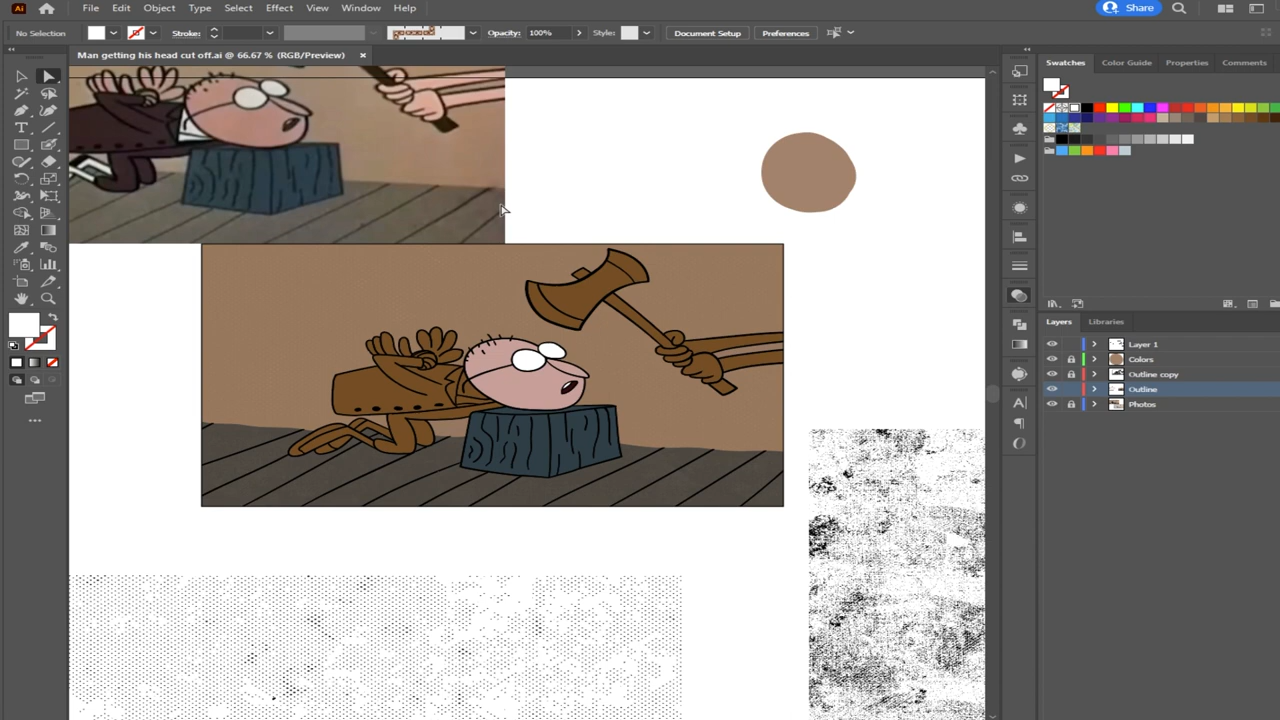 Ai File Edit Object Type Select Effect View Window Help Share
No Selection Stroke: Opacity: 100% Style: Document Setup Preferences
Man getting his head cut off.ai @ 66.67 % (RGB/Preview) ×
Swatches Color Guide Properties Comments
Layers Libraries
Layer 1
Colors
Outline copy
Outline
Photos